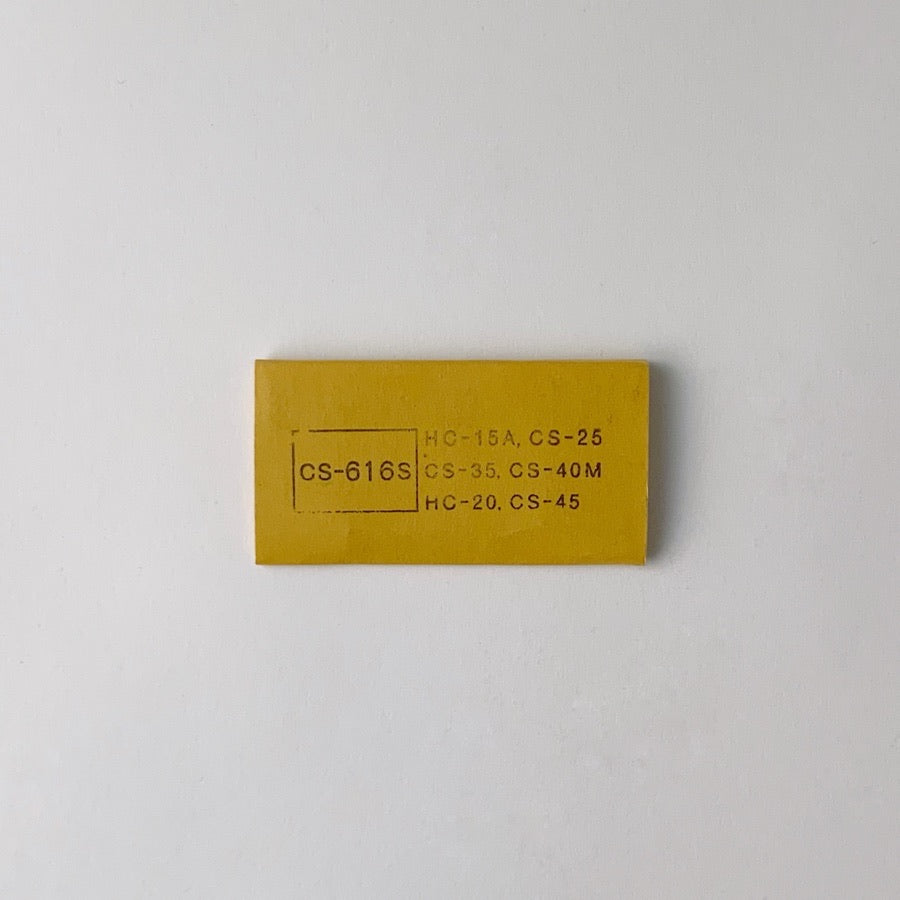 CS-616S
HC-15A, CS-25
CS-35, CS-40M
HC-20, CS-45